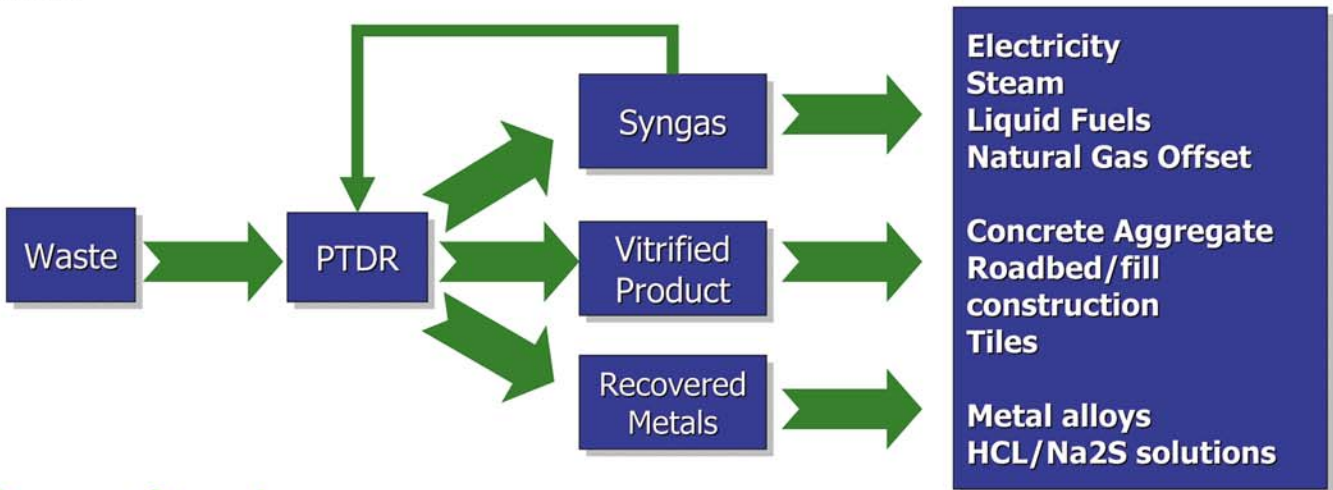 Waste
PTDR
Syngas
Vitrified
Product
Recovered
Metals
Electricity
Steam
Liquid Fuels
Natural Gas Offset
Concrete Aggregate
Roadbed/fill
construction
Tiles
Metal alloys
HCL/Na2S solutions